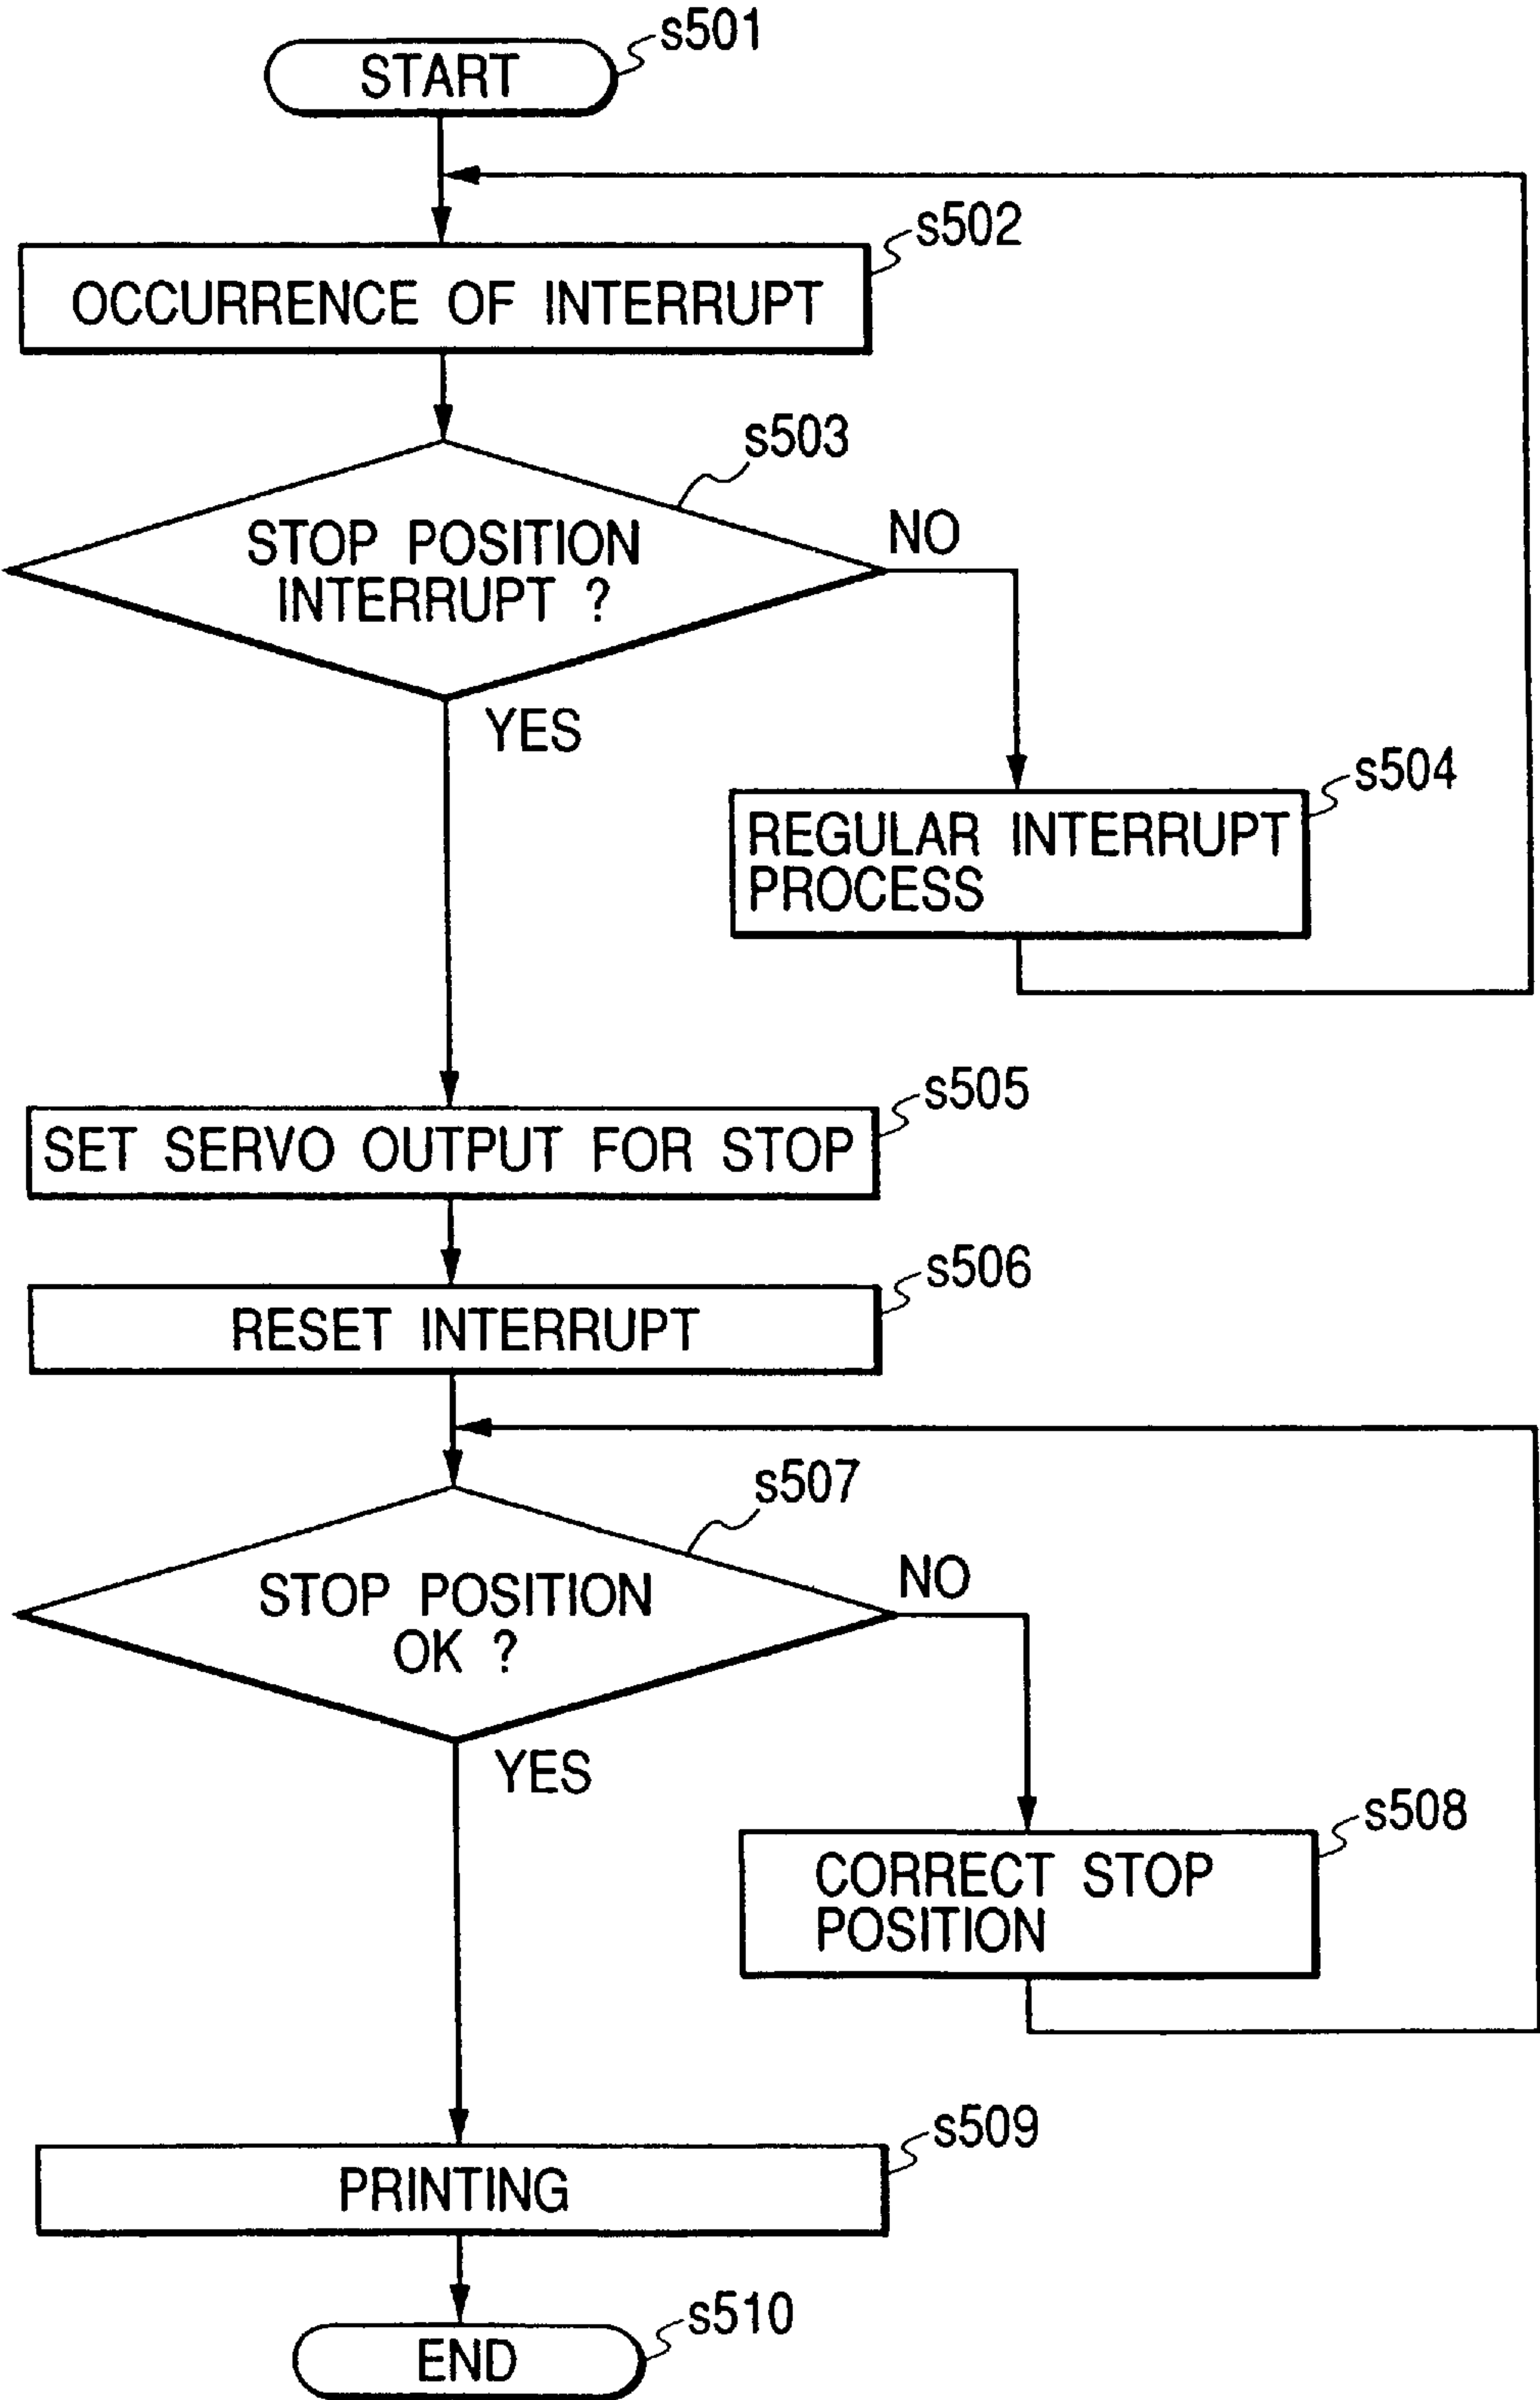 s501
START
s502
OCCURRENCE OF INTERRUPT
s503
STOP POSITION
INTERRUPT ?
NO
YES
s504
REGULAR INTERRUPT
PROCESS
s505
SET SERVO OUTPUT FOR STOP
s506
RESET INTERRUPT
s507
STOP POSITION
OK ?
NO
YES
s508
CORRECT STOP
POSITION
s509
PRINTING
s510
END